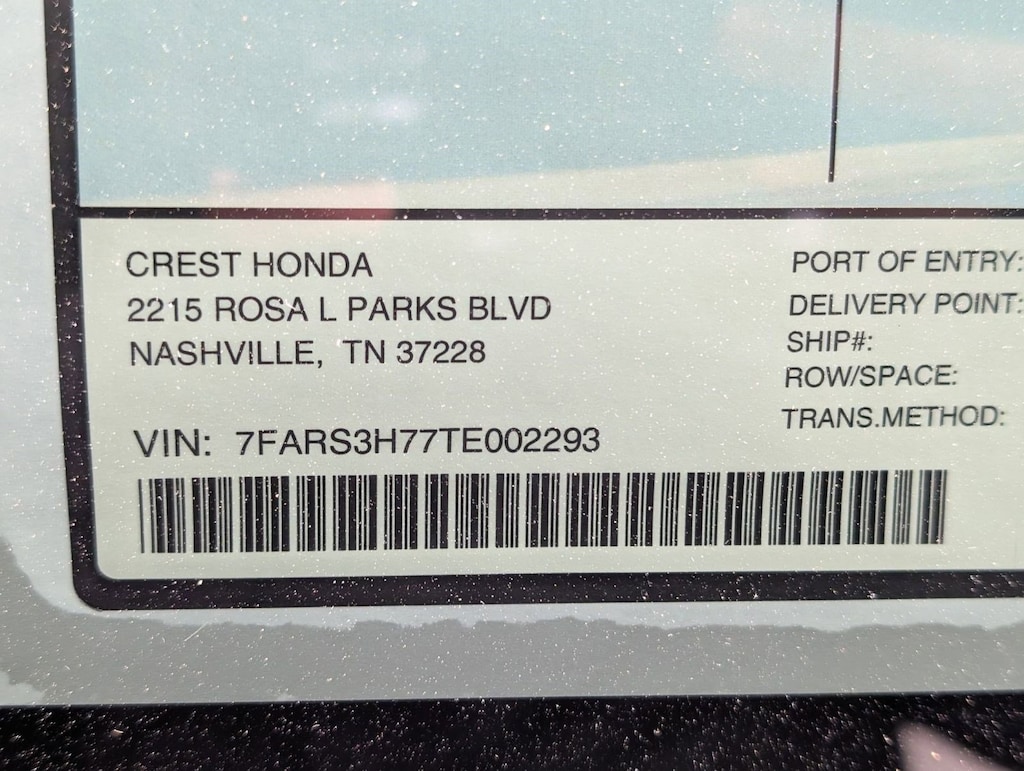 CREST HONDA
2215 ROSA L PARKS BLVD
NASHVILLE, TN 37228
VIN: 7FARS3H77TE002293
PORT OF ENTRY:
DELIVERY POINT:
SHIP#:
ROW/SPACE:
TRANS.METHOD: